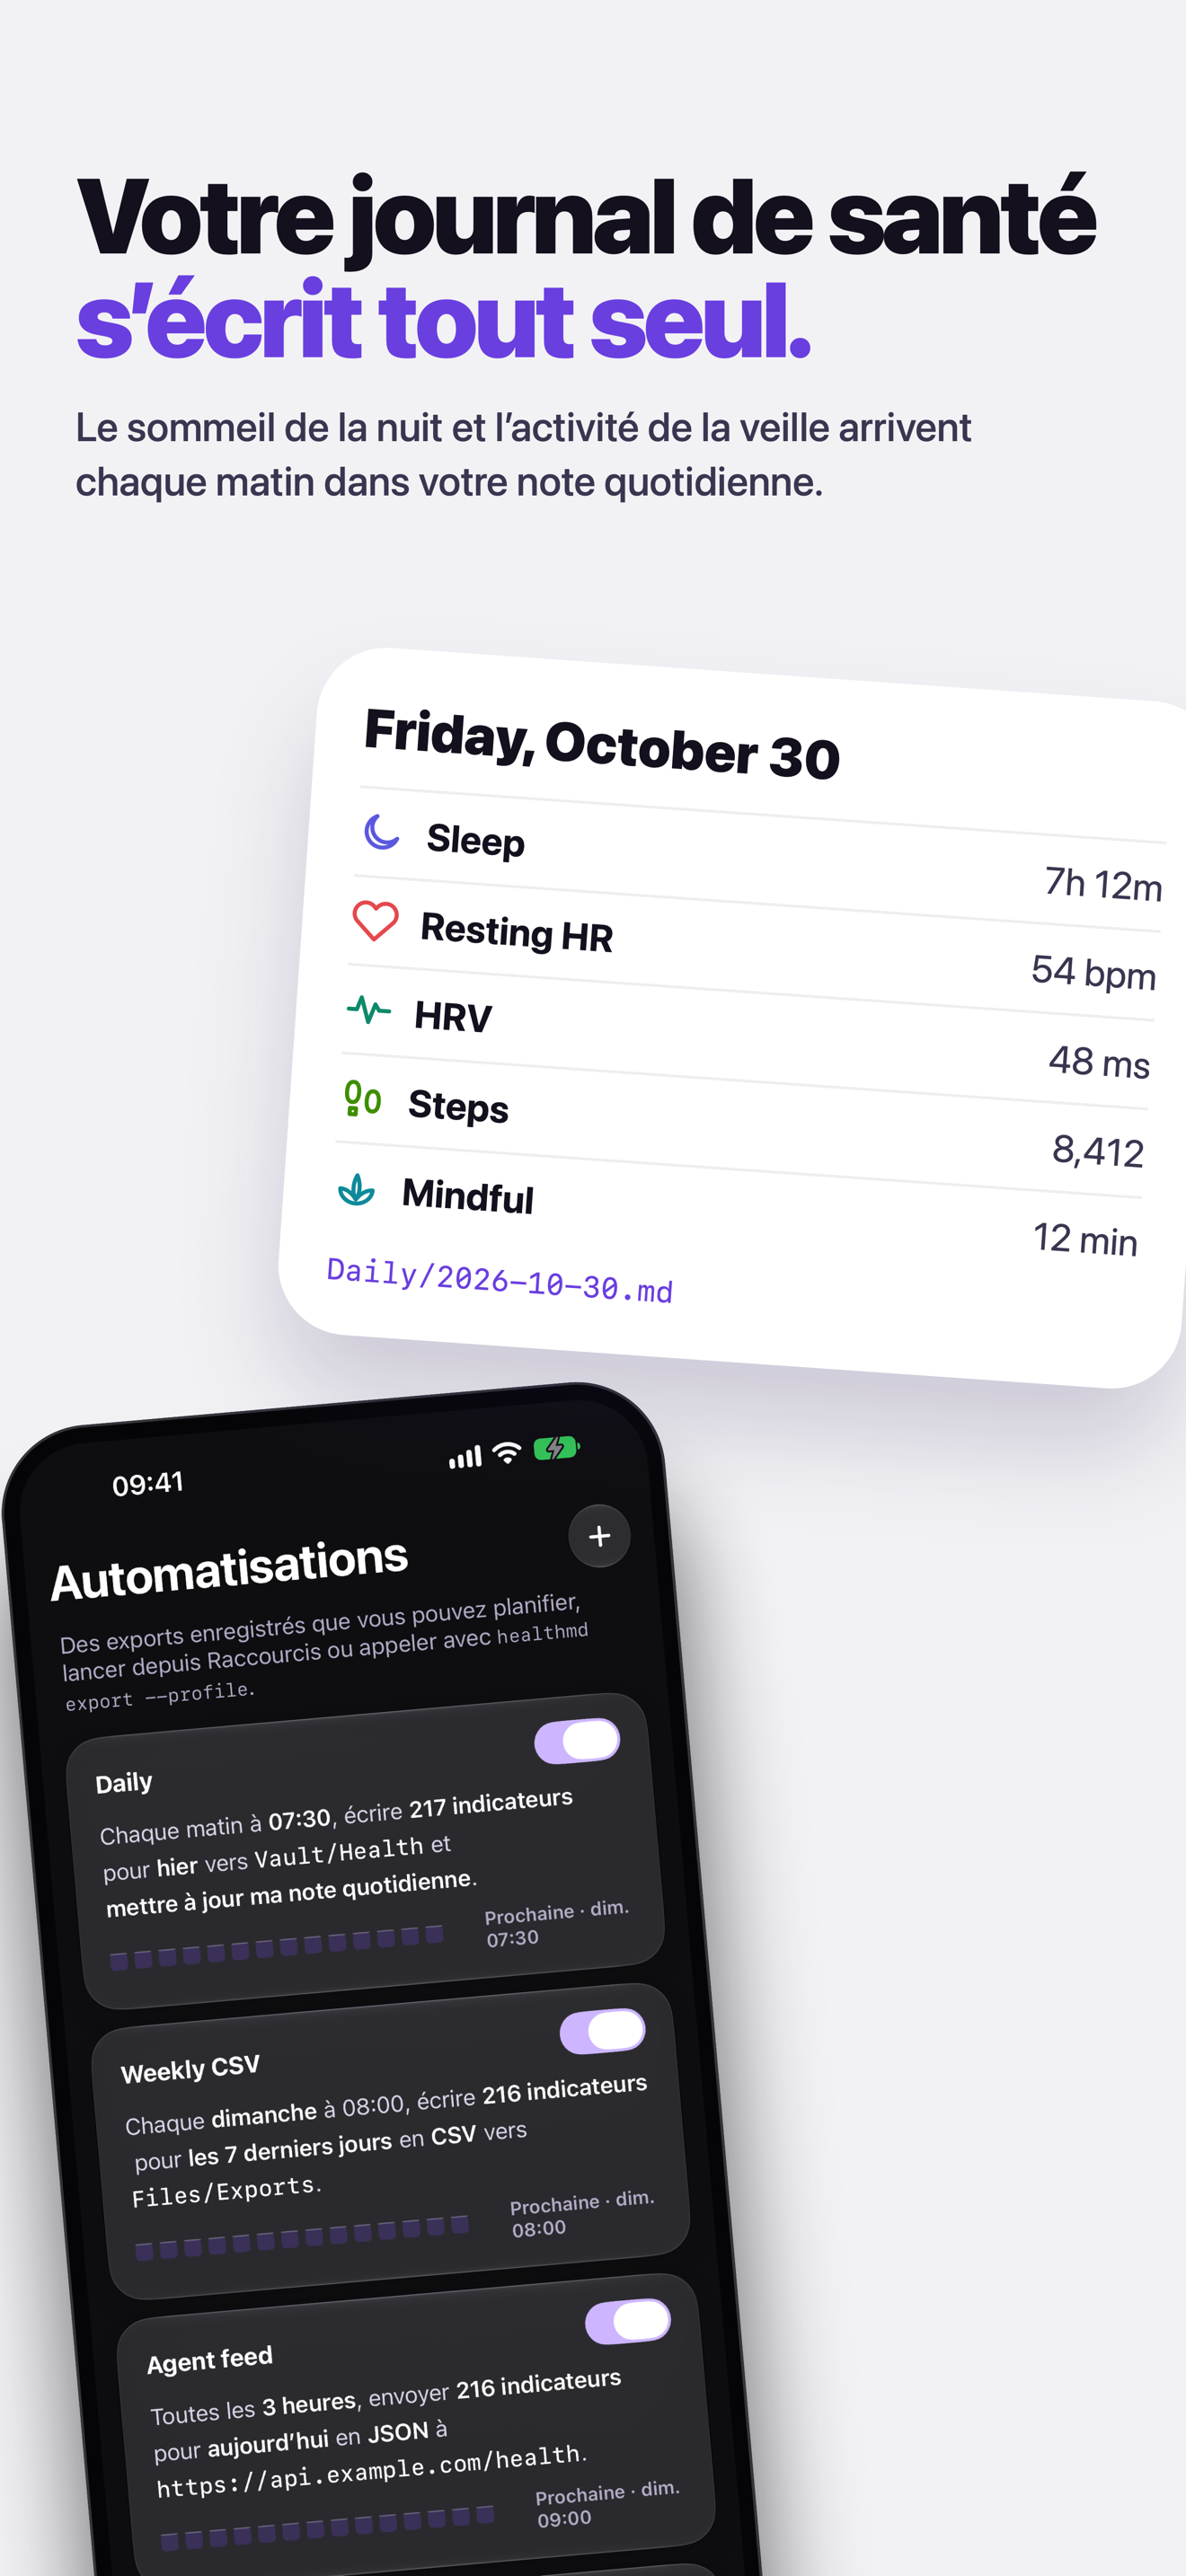 Votre journal de santé
s’écrit tout seul.
Le sommeil de la nuit et l’activité de la veille arrivent
chaque matin dans votre note quotidienne.
Friday, October 30
Sleep 7h 12m
Resting HR 54 bpm
HRV 48 ms
Steps 8,412
Mindful 12 min
Daily/2026-10-30.md
09:41
Automatisations
Des exports enregistrés que vous pouvez planifier,
lancer depuis Raccourcis ou appeler avec healthmd
export --profile.
Daily
Chaque matin à 07:30, écrire 217 indicateurs
pour hier vers Vault/Health et
mettre à jour ma note quotidienne.
Prochaine · dim.
07:30
Weekly CSV
Chaque dimanche à 08:00, écrire 216 indicateurs
pour les 7 derniers jours en CSV vers
Files/Exports.
Prochaine · dim.
08:00
Agent feed
Toutes les 3 heures, envoyer 216 indicateurs
pour aujourd’hui en JSON à
https://api.example.com/health.
Prochaine · dim.
09:00